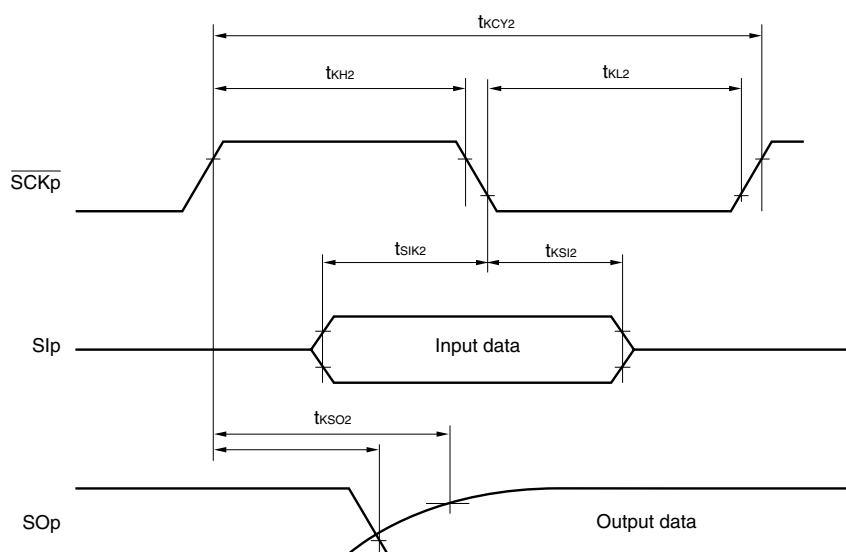 tKCY2
tKH2
tKL2
SCKp
tSIK2
tKSI2
SIp
Input data
tKSO2
SOp
Output data